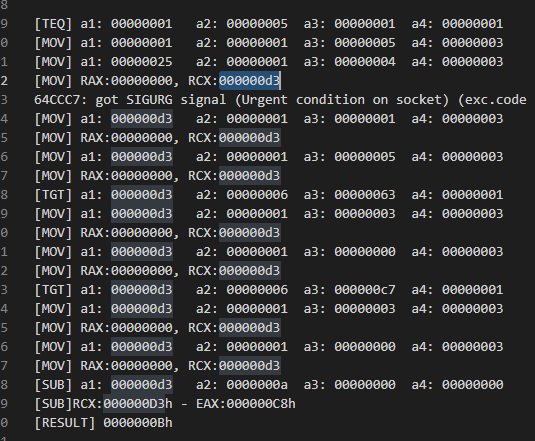 8
9 [TEQ] a1: 00000001 a2: 00000005 a3: 00000001 a4: 00000001
0 [MOV] a1: 00000001 a2: 00000001 a3: 00000005 a4: 00000003
1 [MOV] a1: 00000025 a2: 00000001 a3: 00000004 a4: 00000003
2 [MOV] RAX:00000000, RCX:000000d3
3 64CCC7: got SIGURG signal (Urgent condition on socket) (exc.code
4 [MOV] a1: 000000d3 a2: 00000001 a3: 00000001 a4: 00000003
5 [MOV] RAX:00000000, RCX:000000d3
6 [MOV] a1: 000000d3 a2: 00000001 a3: 00000005 a4: 00000003
7 [MOV] RAX:00000000, RCX:000000d3
8 [TGT] a1: 000000d3 a2: 00000006 a3: 00000063 a4: 00000001
9 [MOV] a1: 000000d3 a2: 00000001 a3: 00000003 a4: 00000003
0 [MOV] RAX:00000000, RCX:000000d3
1 [MOV] a1: 000000d3 a2: 00000001 a3: 00000000 a4: 00000003
2 [MOV] RAX:00000000, RCX:000000d3
3 [TGT] a1: 000000d3 a2: 00000006 a3: 000000c7 a4: 00000001
4 [MOV] a1: 000000d3 a2: 00000001 a3: 00000003 a4: 00000003
5 [MOV] RAX:00000000, RCX:000000d3
6 [MOV] a1: 000000d3 a2: 00000001 a3: 00000000 a4: 00000003
7 [MOV] RAX:00000000, RCX:000000d3
8 [SUB] a1: 000000d3 a2: 0000000a a3: 00000000 a4: 00000000
9 [SUB]RCX:000000D3h - EAX:000000C8h
0 [RESULT] 0000000Bh